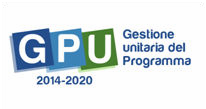 GPU
Gestione
unitaria del
Programma
2014-2020